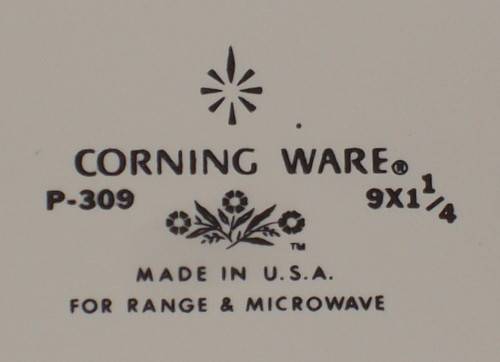 CORNING WARE®
P-309 9X1 1/4
TM
MADE IN U.S.A.
FOR RANGE & MICROWAVE